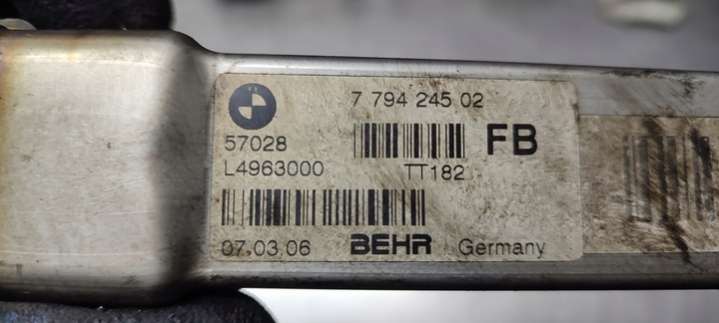 7 794 245 02
57028
FB
L4963000
TT182
07.03.06
BEHR Germany